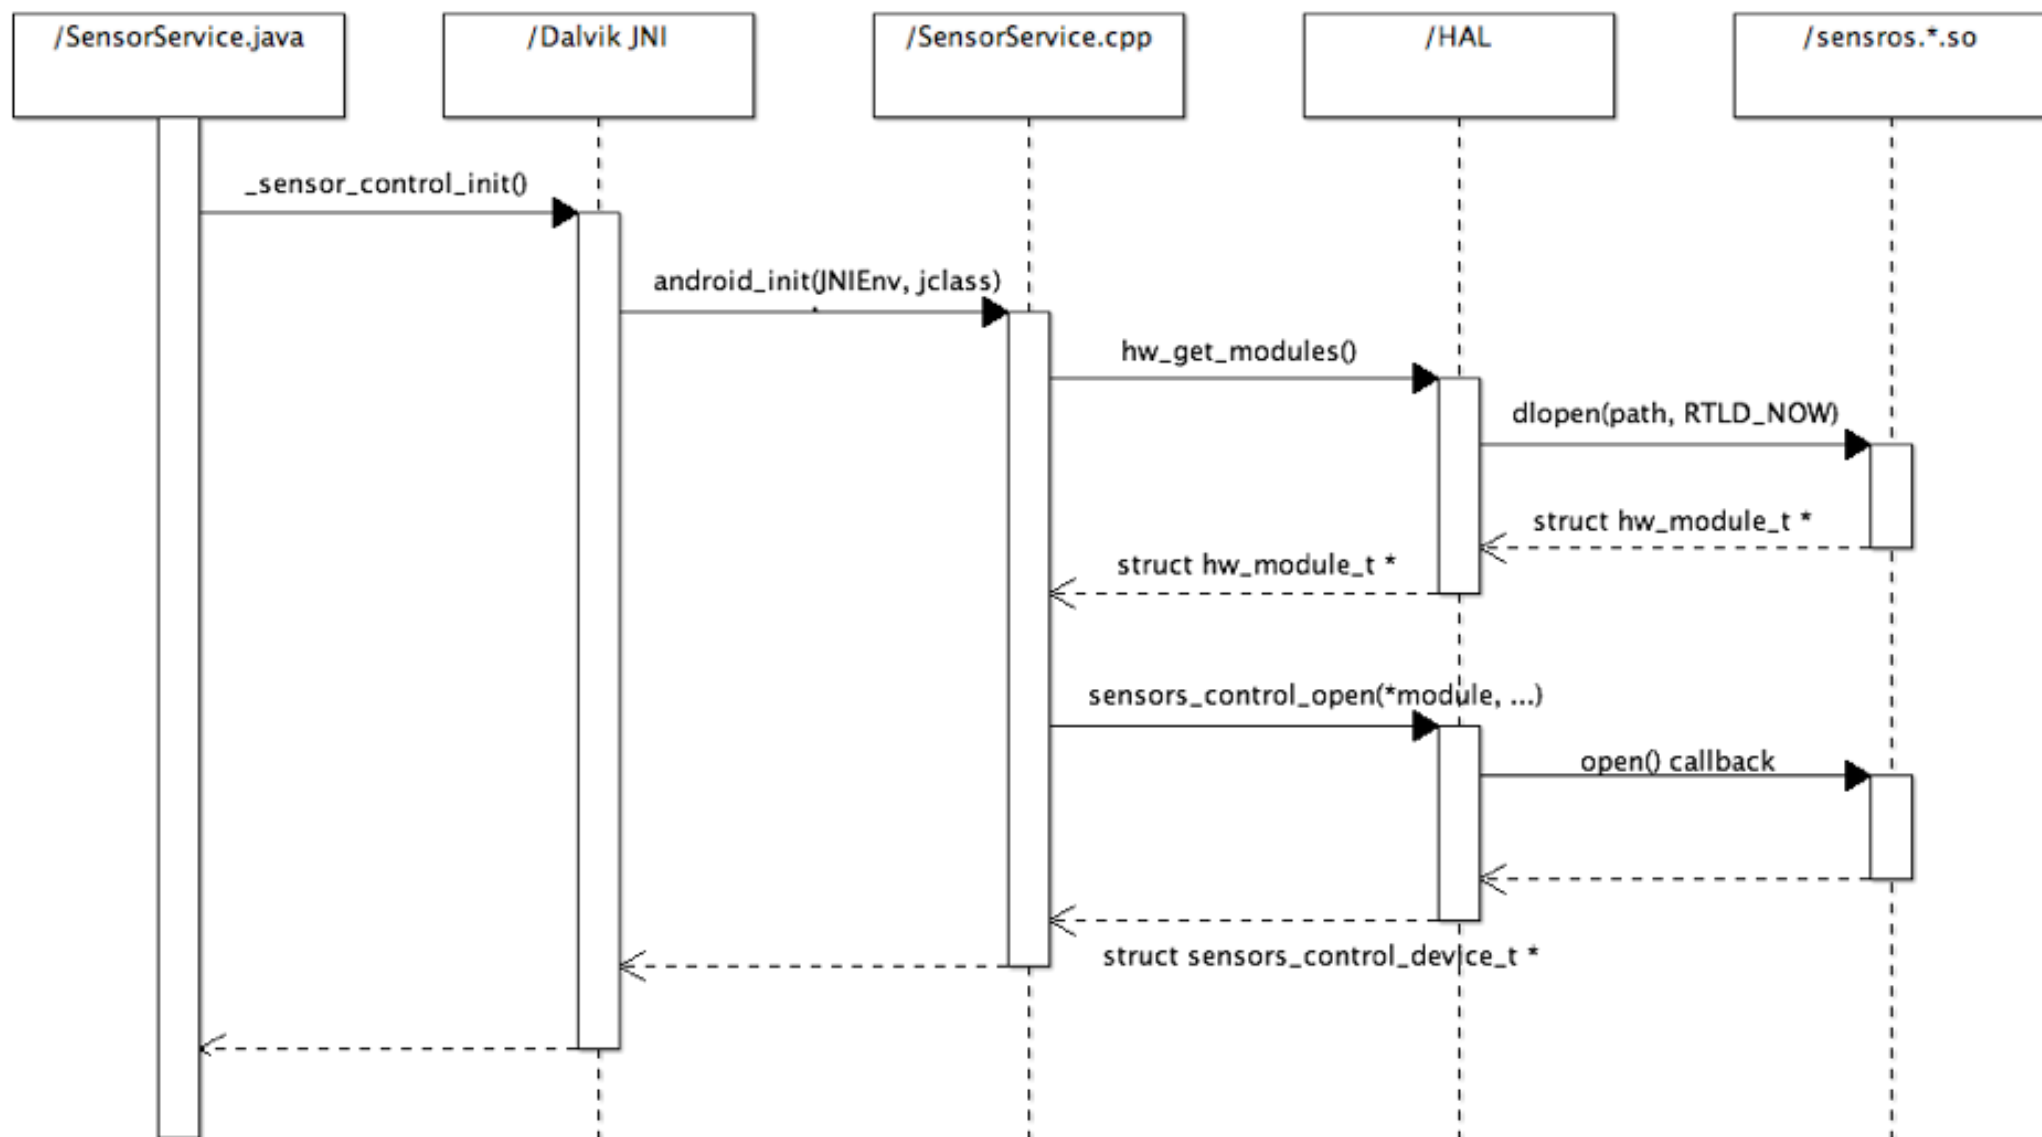 /SensorService.java
/Dalvik JNI
/SensorService.cpp
/HAL
/sensros.*.so
_sensor_control_init()
android_init(JNIEnv, jclass)
hw_get_modules()
dlopen(path, RTLD_NOW)
struct hw_module_t *
struct hw_module_t *
sensors_control_open(*module, ...)
open() callback
struct sensors_control_device_t *